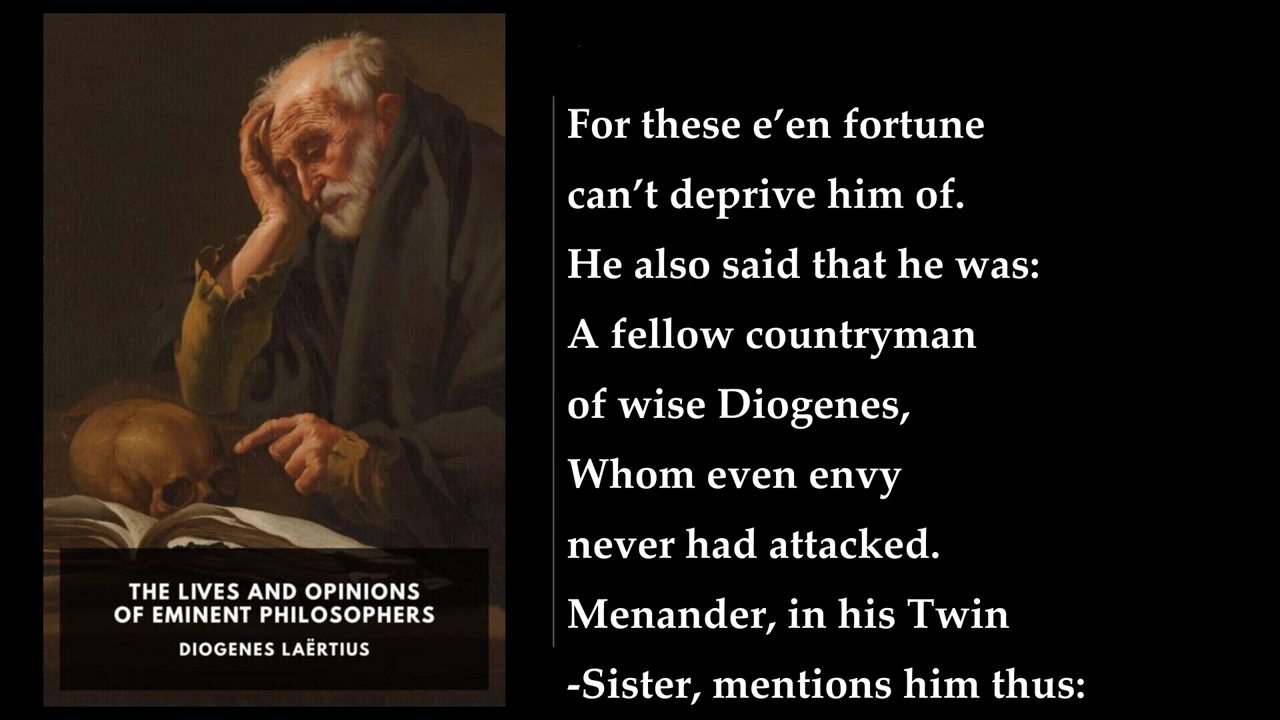 THE LIVES AND OPINIONS
OF EMINENT PHILOSOPHERS
DIOGENES LAËRTIUS
For these e’en fortune
can’t deprive him of.
He also said that he was:
A fellow countryman
of wise Diogenes,
Whom even envy
never had attacked.
Menander, in his Twin
-Sister, mentions him thus: